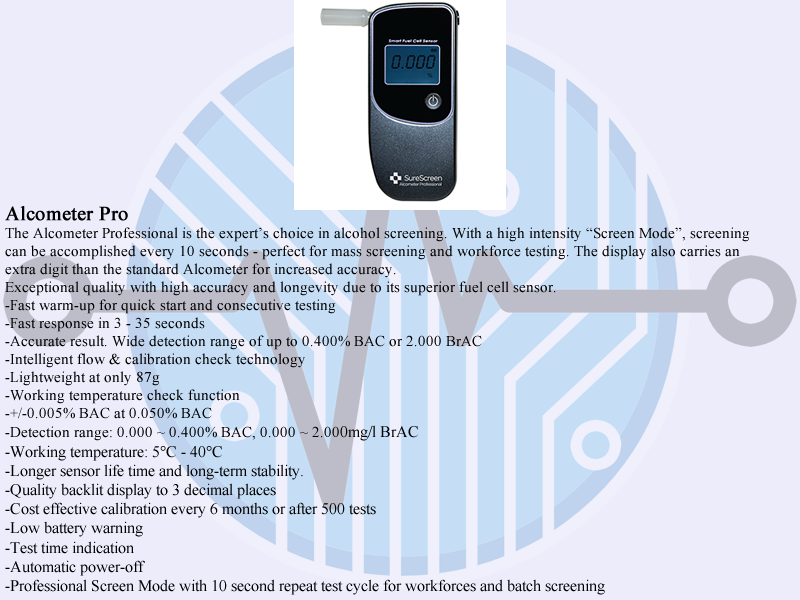 Smart Fuel Cell Sensor
0.000
%
SureScreen
Alcometer Professional
Alcometer Pro
The Alcometer Professional is the expert's choice in alcohol screening. With a high intensity “Screen Mode”, screening
can be accomplished every 10 seconds - perfect for mass screening and workforce testing. The display also carries an
extra digit than the standard Alcometer for increased accuracy.
Exceptional quality with high accuracy and longevity due to its superior fuel cell sensor.
-Fast warm-up for quick start and consecutive testing
-Fast response in 3 - 35 seconds
-Accurate result. Wide detection range of up to 0.400% BAC or 2.000 BrAC
-Intelligent flow & calibration check technology
-Lightweight at only 87g
-Working temperature check function
-+/-0.005% BAC at 0.050% BAC
-Detection range: 0.000 ~ 0.400% BAC, 0.000 ~ 2.000mg/l BrAC
-Working temperature: 5℃ - 40℃
-Longer sensor life time and long-term stability.
-Quality backlit display to 3 decimal places
-Cost effective calibration every 6 months or after 500 tests
-Low battery warning
-Test time indication
-Automatic power-off
-Professional Screen Mode with 10 second repeat test cycle for workforces and batch screening